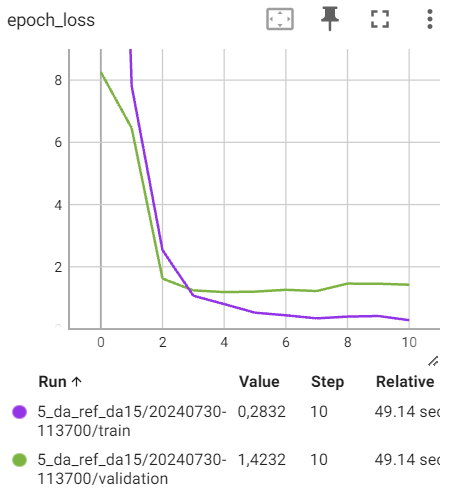 epoch_loss
8
6
4
2
0 2 4 6 8 10
Run ↑ Value Step Relative
5_da_ref_da15/20240730- 0,2832 10 49.14 sec
113700/train
5_da_ref_da15/20240730- 1,4232 10 49.14 sec
113700/validation